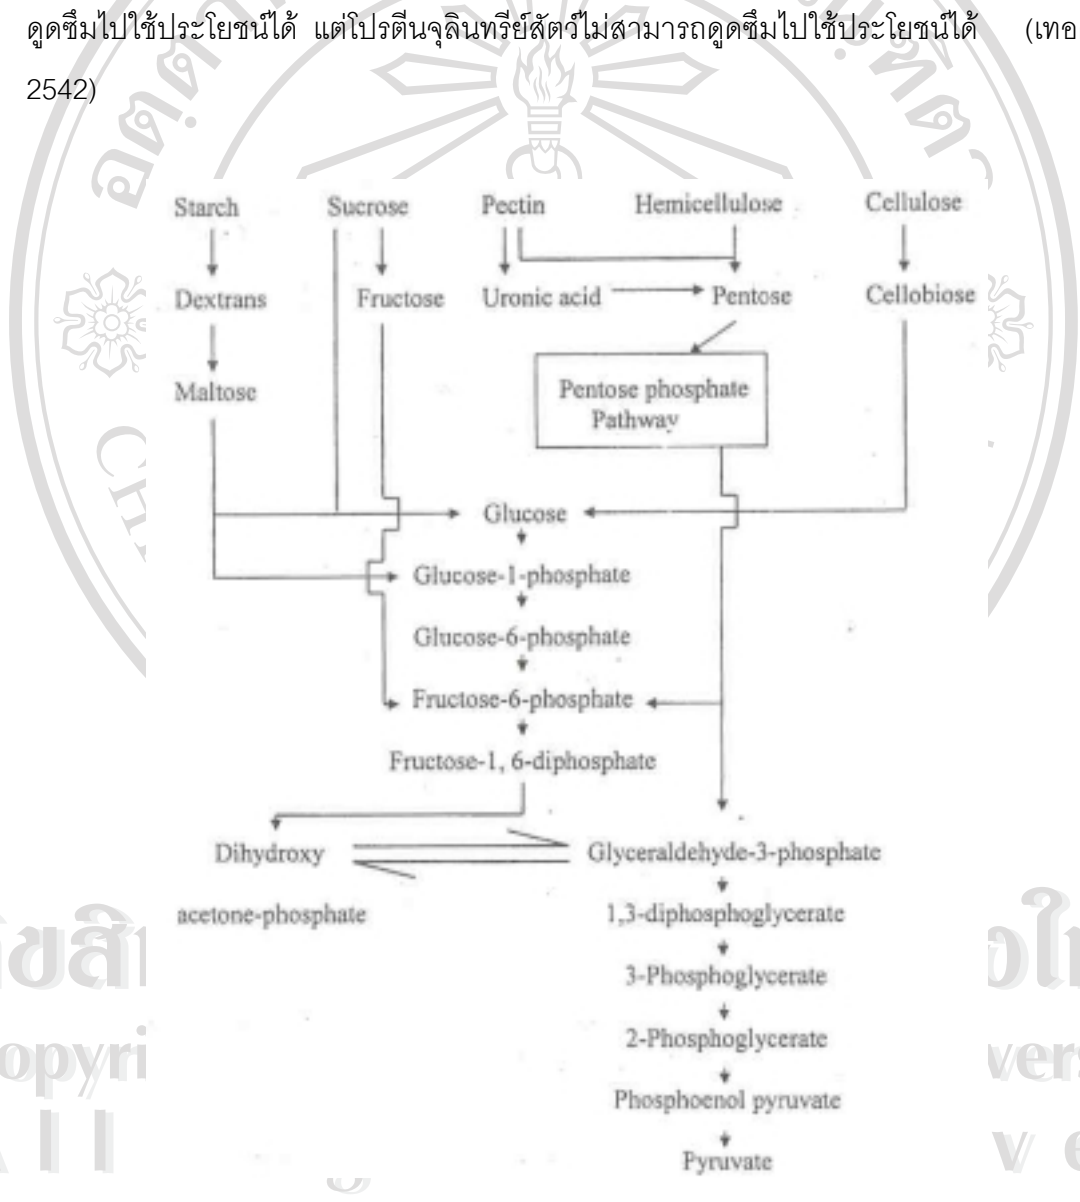 ดูดซึมไปใช้ประโยชน์ได้ แต่โปรตีนจุลินทรีย์สัตว์ไม่สามารถดูดซึมไปใช้ประโยชน์ได้ (เทอ
2542)
Starch Sucrose Pectin Hemicellulose Cellulose
Dextrans Fructose Uronic acid Pentose Cellobiose
Maltose
Pentose phosphate
Pathway
Glucose
Glucose-1-phosphate
Glucose-6-phosphate
Fructose-6-phosphate
Fructose-1, 6-diphosphate
Dihydroxy Glyceraldehyde-3-phosphate
acetone-phosphate 1,3-diphosphoglycerate
3-Phosphoglycerate
2-Phosphoglycerate
Phosphoenol pyruvate
Pyruvate